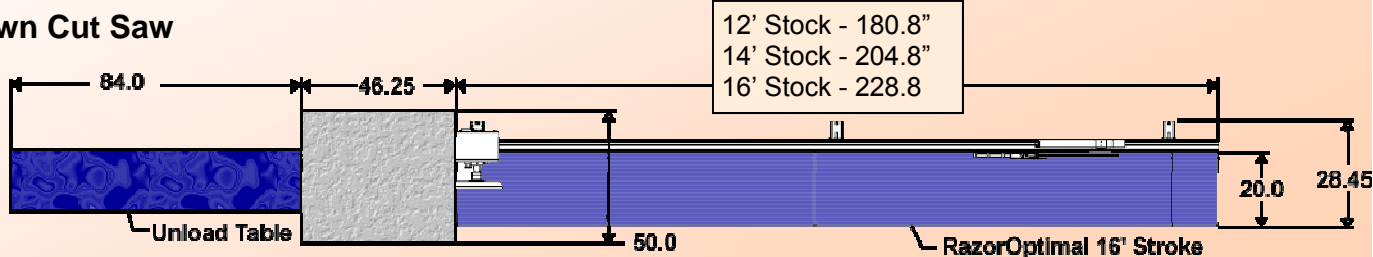 wn Cut Saw
12' Stock - 180.8”
14' Stock - 204.8”
16' Stock - 228.8
84.0
46.25
28.45
20.0
Unload Table
50.0
RazorOptimal 16' Stroke